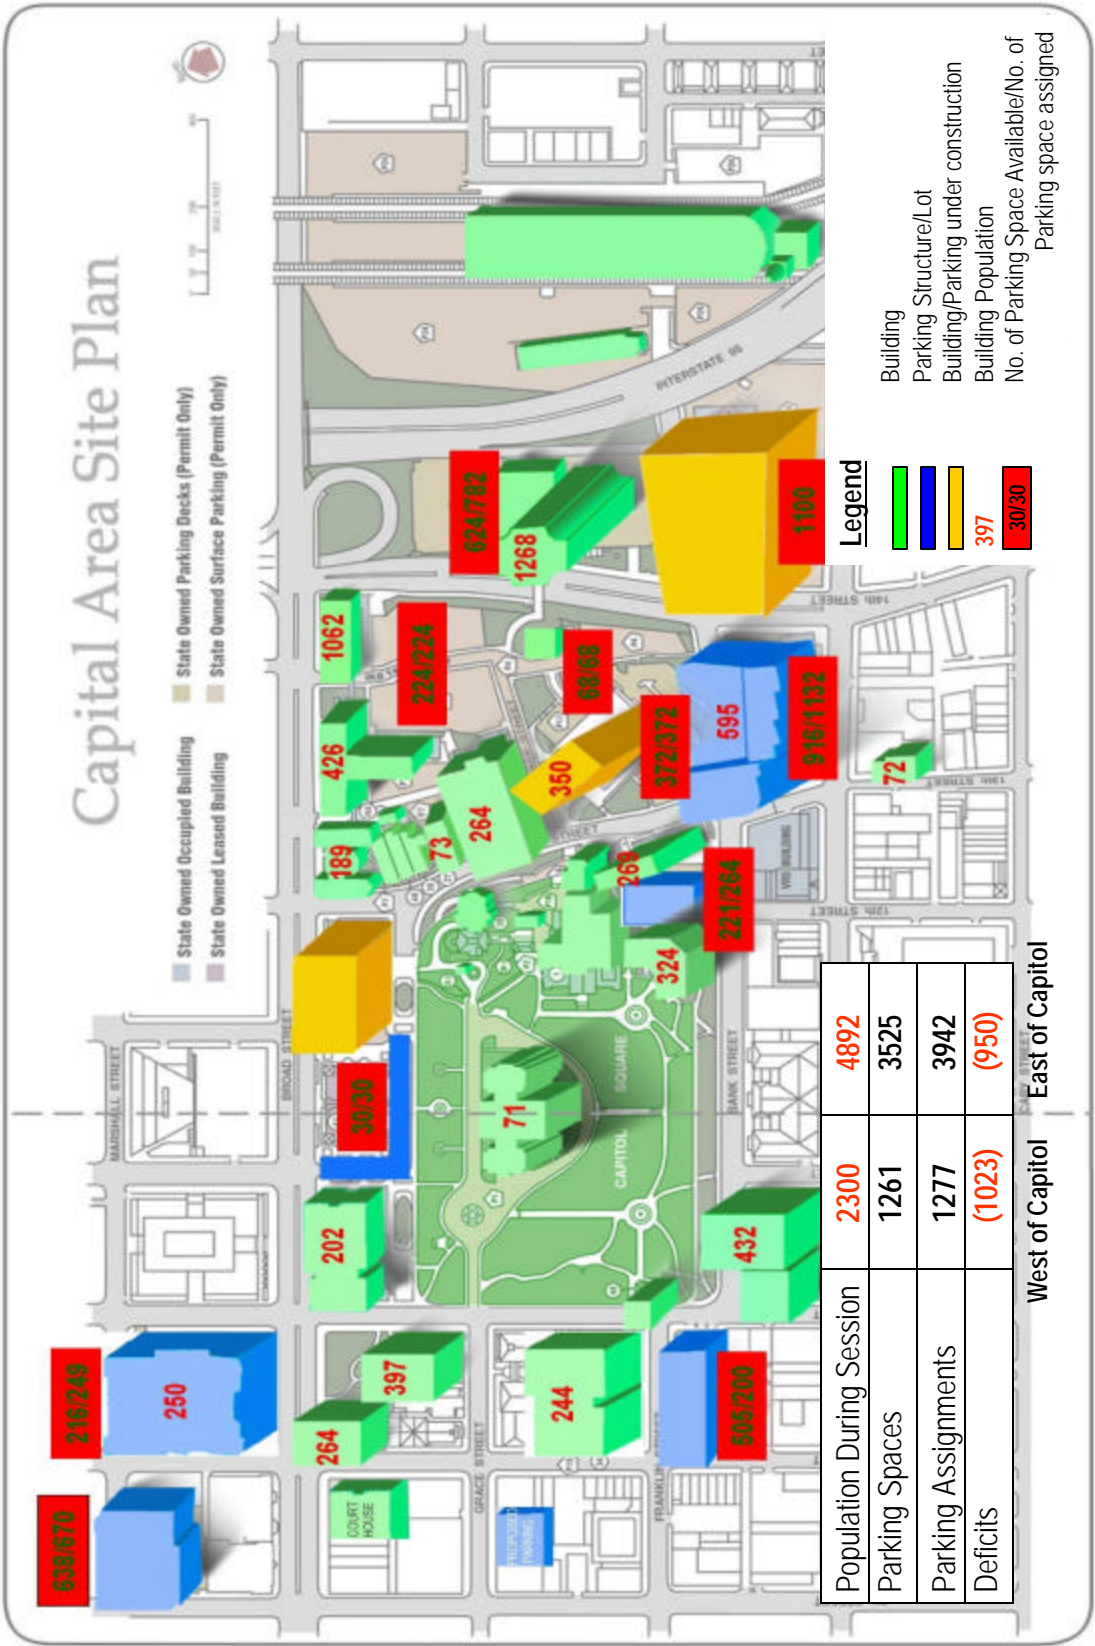 Capital Area Site Plan
State Owned Occupied Building
State Owned Leased Building
State Owned Parking Decks (Permit Only)
State Owned Surface Parking (Permit Only)
MARSHALL STREET
BROAD STREET
GRACE STREET
BANK STREET
INTERSTATE 95
12th STREET
13th STREET
14th STREET
CAPITOL SQUARE
VRS BUILDING
COURT
HOUSE
PROPOSED
PARKING
638/670
216/249
250
264
397
244
505/200
202
30/30
71
432
189
426
1062
224/224
73
264
350
68/68
624/782
1268
269
324
221/264
372/372
595
916/1132
72
1100
Legend
Building
Parking Structure/Lot
Building/Parking under construction
397 Building Population
30/30 No. of Parking Space Available/No. of
Parking space assigned
Population During Session 2300 4892
Parking Spaces 1261 3525
Parking Assignments 1277 3942
Deficits (1023) (950)
West of Capitol East of Capitol